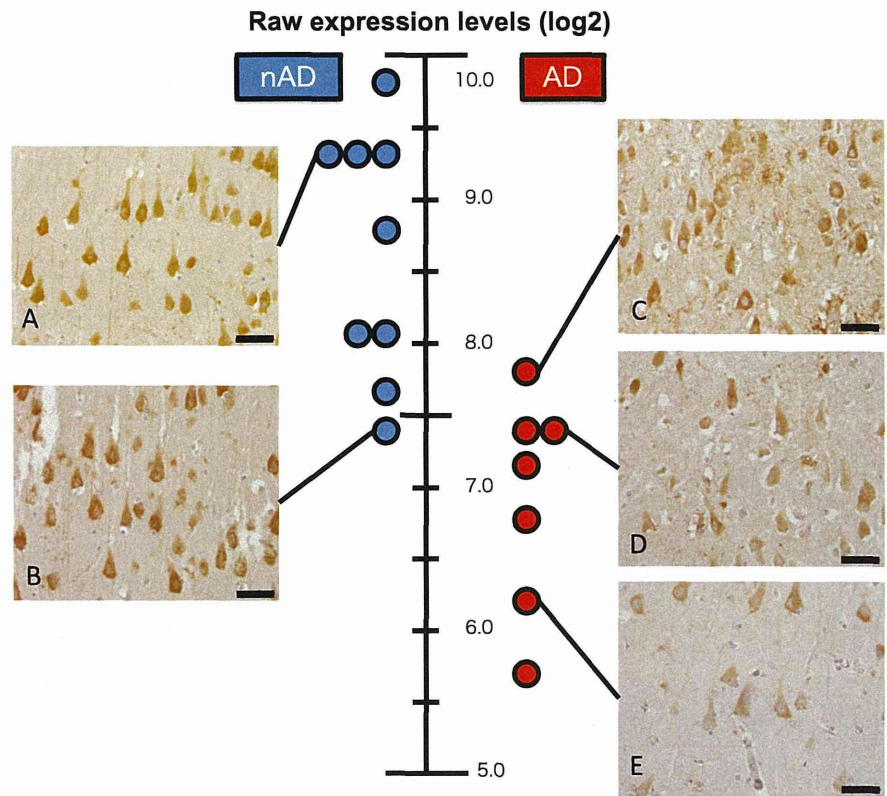 Raw expression levels (log2)
nAD
AD
10.0
9.0
8.0
7.0
6.0
5.0
A
B
C
D
E